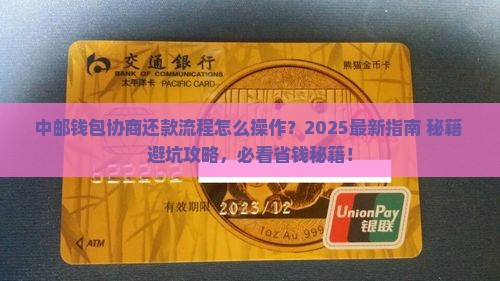 交通銀行
BANK OF COMMUNICATIONS
太平洋卡 PACIFIC CARD
熊猫金币卡
中邮钱包协商还款流程怎么操作？2025最新指南 秘籍
避坑攻略，必看省钱秘籍！
622252
有效期限 2023/12
1oz Au .999
ATM
UnionPay
银联